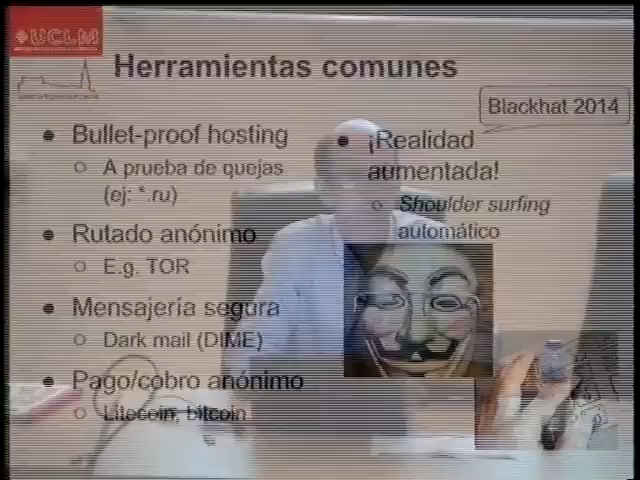 UCLM
Herramientas comunes
Blackhat 2014
● Bullet-proof hosting
○ A prueba de quejas
(ej: *.ru)
● Rutado anónimo
○ E.g. TOR
● Mensajería segura
○ Dark mail (DIME)
● Pago/cobro anónimo
○ Litecoin, bitcoin
● ¡Realidad
aumentada!
○ Shoulder surfing
automático